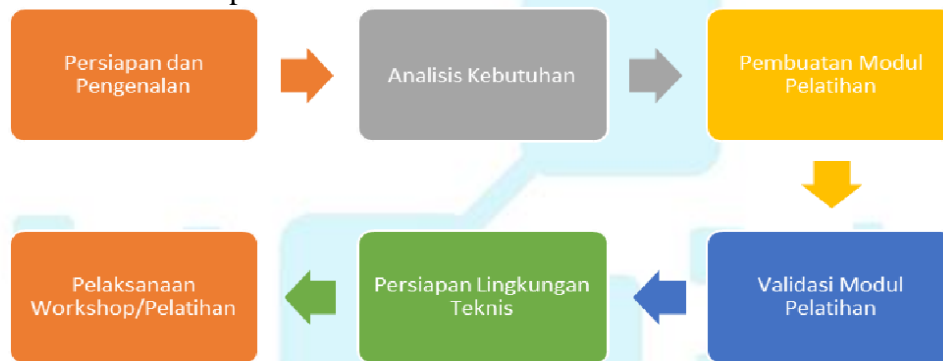 Persiapan dan
Pengenalan
Analisis Kebutuhan
Pembuatan Modul
Pelatihan
Validasi Modul
Pelatihan
Persiapan Lingkungan
Teknis
Pelaksanaan
Workshop/Pelatihan